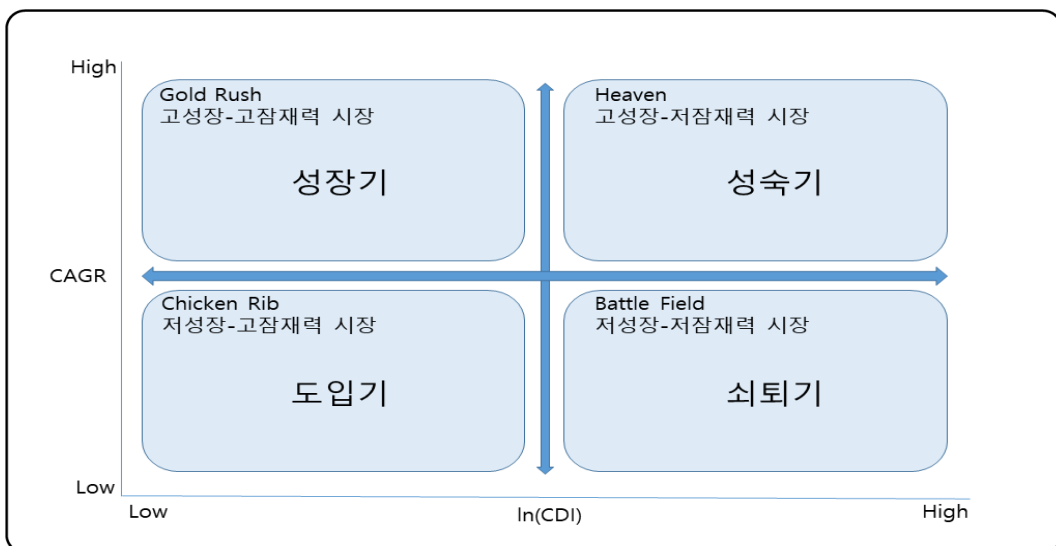 High
Gold Rush
고성장-고잠재력 시장
성장기
Heaven
고성장-저잠재력 시장
성숙기
CAGR
Chicken Rib
저성장-고잠재력 시장
도입기
Battle Field
저성장-저잠재력 시장
쇠퇴기
Low
Low
ln(CDI)
High